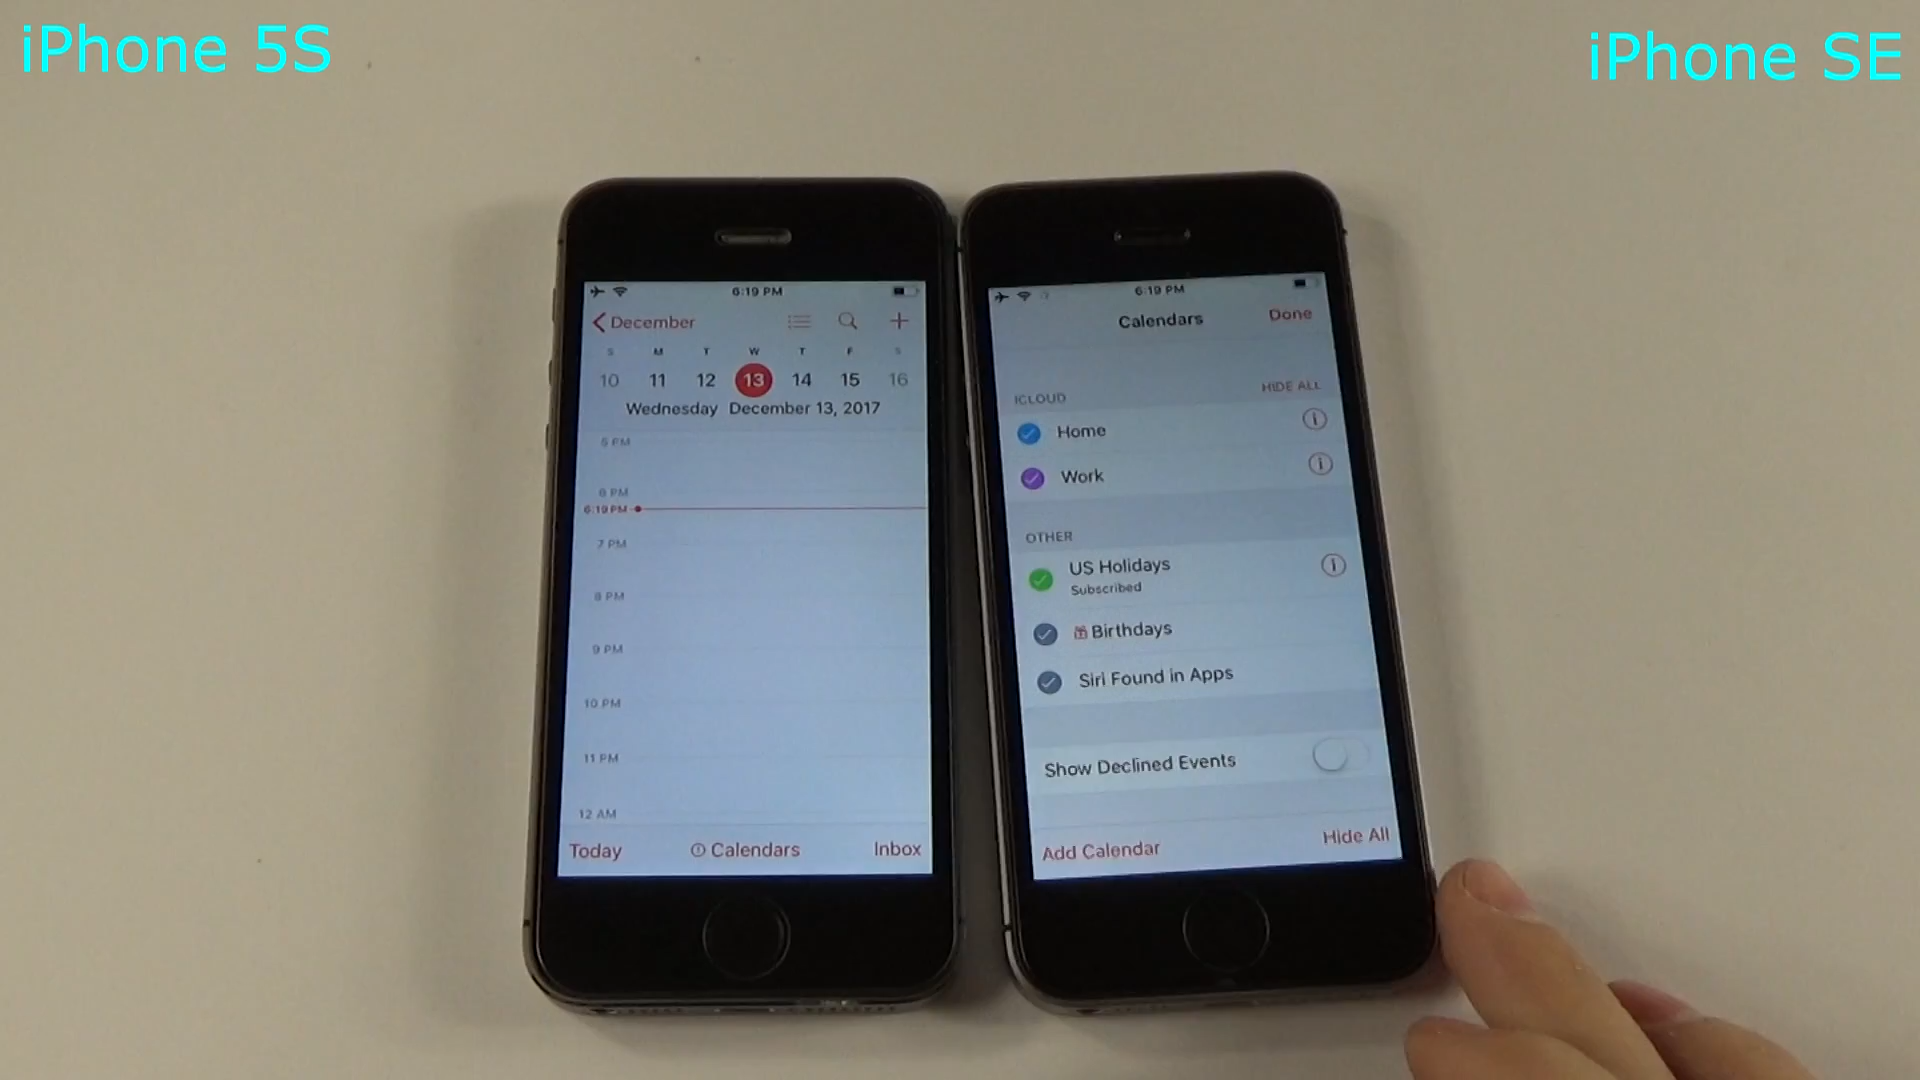 iPhone 5S
iPhone SE
6:19 PM
December
S M T W T F S
10 11 12 13 14 15 16
Wednesday December 13, 2017
5 PM
6 PM
6:19 PM
7 PM
8 PM
9 PM
10 PM
11 PM
12 AM
Today
Calendars
Inbox
6:19 PM
Calendars
Done
ICLOUD
HIDE ALL
Home
Work
OTHER
US Holidays
Subscribed
Birthdays
Siri Found in Apps
Show Declined Events
Add Calendar
Hide All